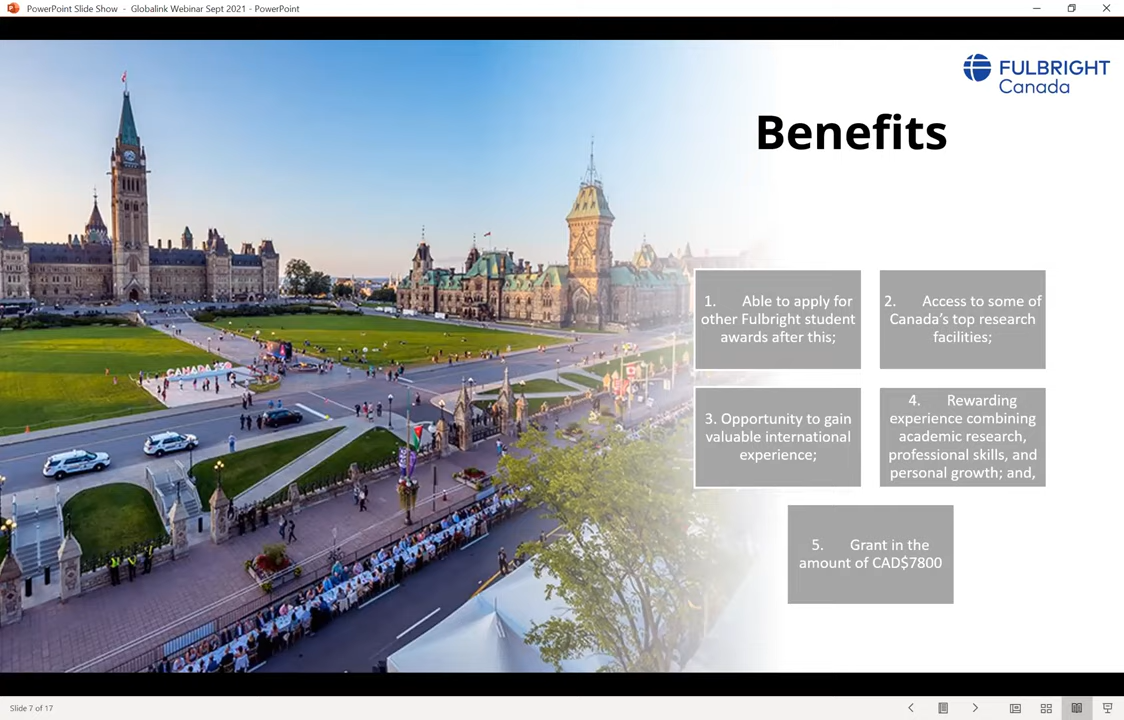 PowerPoint Slide Show - Globalink Webinar Sept 2021 - PowerPoint
FULBRIGHT
Canada
Benefits
1. Able to apply for
other Fulbright student
awards after this;
2. Access to some of
Canada's top research
facilities;
3. Opportunity to gain
valuable international
experience;
4. Rewarding
experience combining
academic research,
professional skills, and
personal growth; and,
5. Grant in the
amount of CAD$7800
CANADA 150
Slide 7 of 17